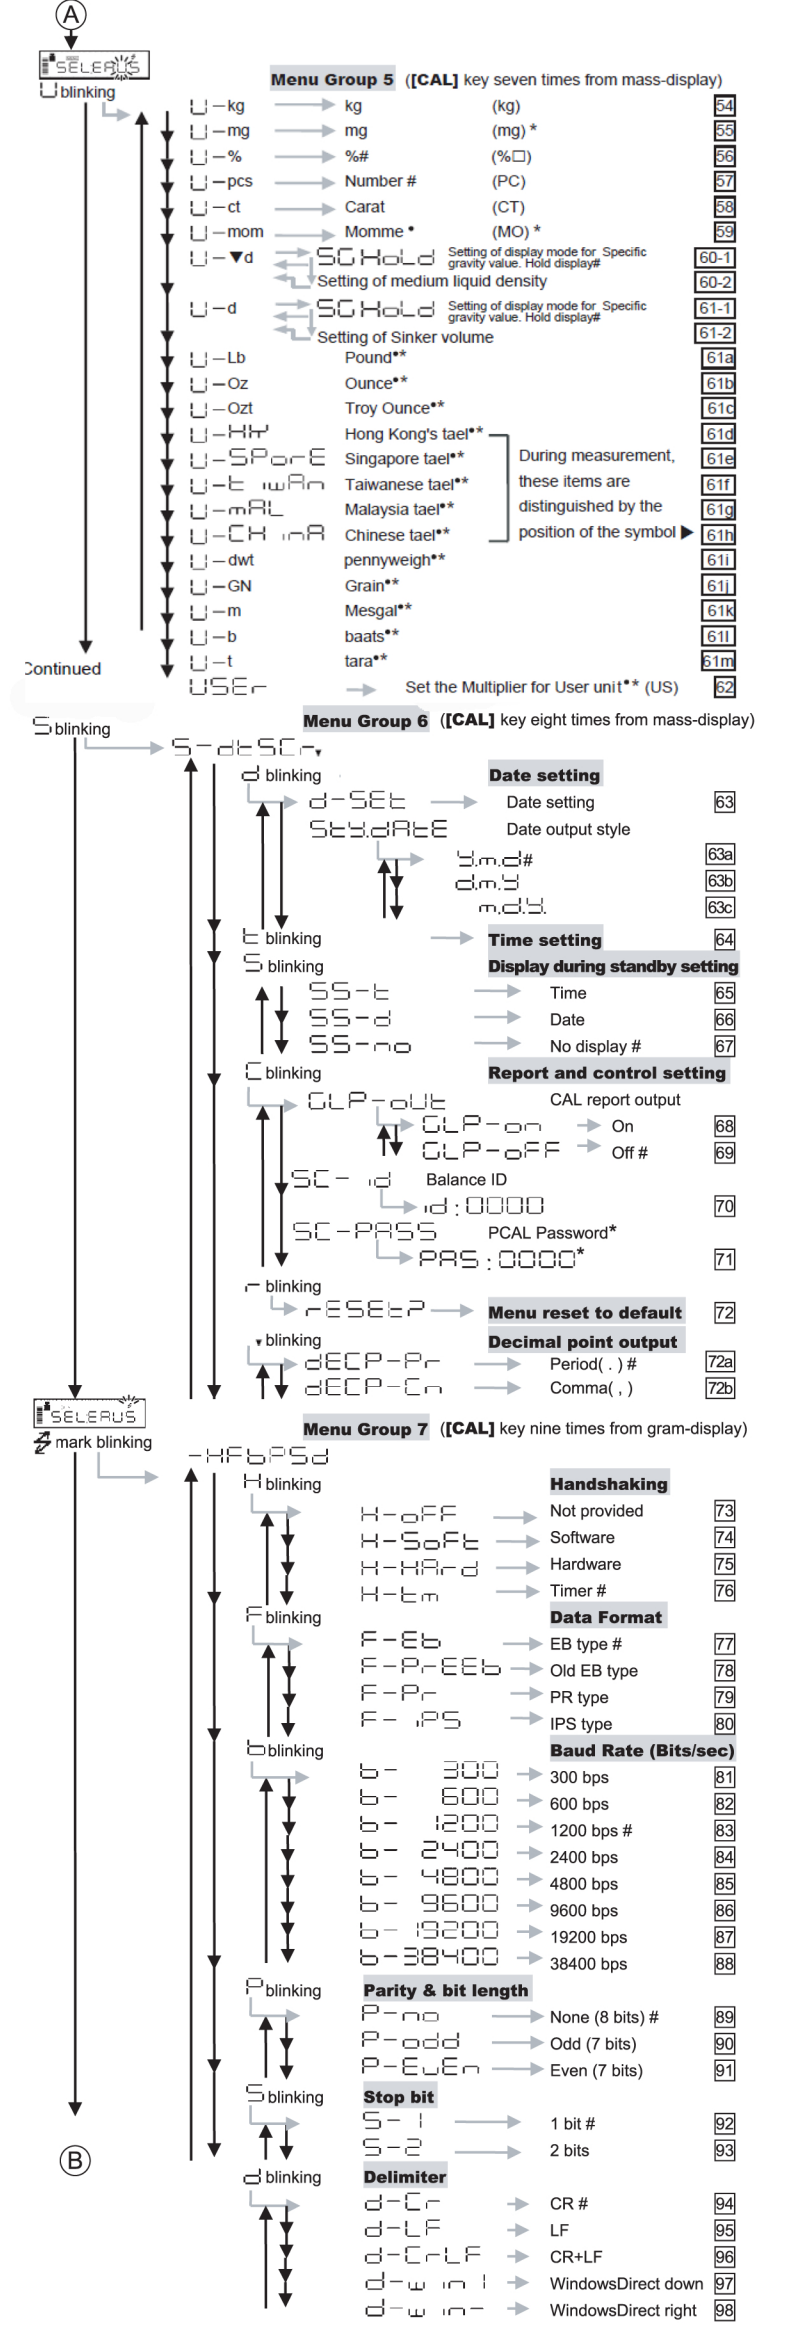 A
SELERUS
U blinking
Menu Group 5 ([CAL] key seven times from mass-display)
U-kg kg (kg) 54
U-mg mg (mg) * 55
U-% %# (%□) 56
U-pcs Number # (PC) 57
U-ct Carat (CT) 58
U-mom Momme • (MO) * 59
U-▼d SGHoLd Setting of display mode for Specific gravity value. Hold display# 60-1
Setting of medium liquid density 60-2
U-d SGHoLd Setting of display mode for Specific gravity value. Hold display# 61-1
Setting of Sinker volume 61-2
U-Lb Pound•* 61a
U-Oz Ounce•* 61b
U-Ozt Troy Ounce•* 61c
U-HK Hong Kong's tael•* 61d
U-SPorE Singapore tael•* During measurement, 61e
U-tiwAn Taiwanese tael•* these items are 61f
U-mAL Malaysia tael•* distinguished by the 61g
U-CHinA Chinese tael•* position of the symbol ▶ 61h
U-dwt pennyweigh•* 61i
U-GN Grain•* 61j
U-m Mesgal•* 61k
U-b baats•* 61l
U-t tara•* 61m
Continued
USEr Set the Multiplier for User unit•* (US) 62
S blinking
Menu Group 6 ([CAL] key eight times from mass-display)
S-dtSCr▼
d blinking Date setting
d-SEt Date setting 63
StY.dAtE Date output style
Y.m.d# 63a
d.m.Y 63b
m.d.Y. 63c
t blinking Time setting 64
S blinking Display during standby setting
SS-t Time 65
SS-d Date 66
SS-no No display # 67
C blinking Report and control setting
GLP-oUt CAL report output
GLP-on On 68
GLP-oFF Off # 69
SC-id Balance ID
id:0000 70
SC-PASS PCAL Password*
PAS:0000* 71
r blinking
rESEt? Menu reset to default 72
▼ blinking Decimal point output
dECP-Pr Period( . ) # 72a
dECP-Cn Comma( , ) 72b
SELERUS
mark blinking
Menu Group 7 ([CAL] key nine times from gram-display)
-HFbPSd
H blinking Handshaking
H-oFF Not provided 73
H-SoFt Software 74
H-HArd Hardware 75
H-tm Timer # 76
F blinking Data Format
F-Eb EB type # 77
F-PrEEb Old EB type 78
F-Pr PR type 79
F-iPS IPS type 80
b blinking Baud Rate (Bits/sec)
b- 300 300 bps 81
b- 600 600 bps 82
b- 1200 1200 bps # 83
b- 2400 2400 bps 84
b- 4800 4800 bps 85
b- 9600 9600 bps 86
b- 19200 19200 bps 87
b-38400 38400 bps 88
P blinking Parity & bit length
P-no None (8 bits) # 89
P-odd Odd (7 bits) 90
P-EvEn Even (7 bits) 91
S blinking Stop bit
S-1 1 bit # 92
S-2 2 bits 93
B
d blinking Delimiter
d-Cr CR # 94
d-LF LF 95
d-CrLF CR+LF 96
d-win1 WindowsDirect down 97
d-win- WindowsDirect right 98